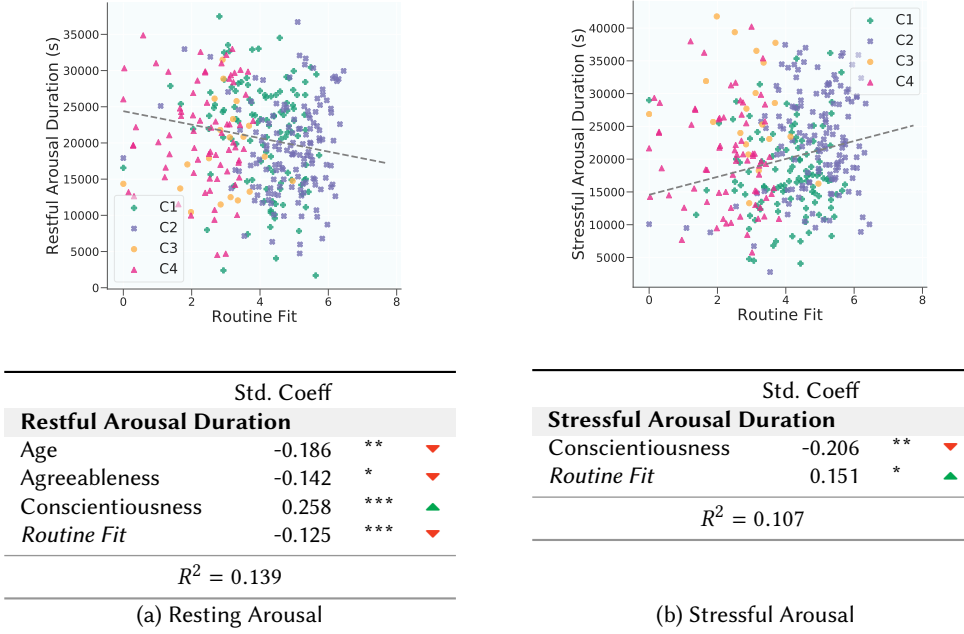 Restful Arousal Duration (s)
35000
30000
25000
20000
15000
10000
5000
0
C1
C2
C3
C4
0 2 4 6 8
Routine Fit
Stressful Arousal Duration (s)
40000
35000
30000
25000
20000
15000
10000
5000
C1
C2
C3
C4
0 2 4 6 8
Routine Fit
Std. Coeff
Restful Arousal Duration
Age -0.186 **
Agreeableness -0.142 *
Conscientiousness 0.258 ***
Routine Fit -0.125 ***
R² = 0.139
(a) Resting Arousal
Std. Coeff
Stressful Arousal Duration
Conscientiousness -0.206 **
Routine Fit 0.151 *
R² = 0.107
(b) Stressful Arousal